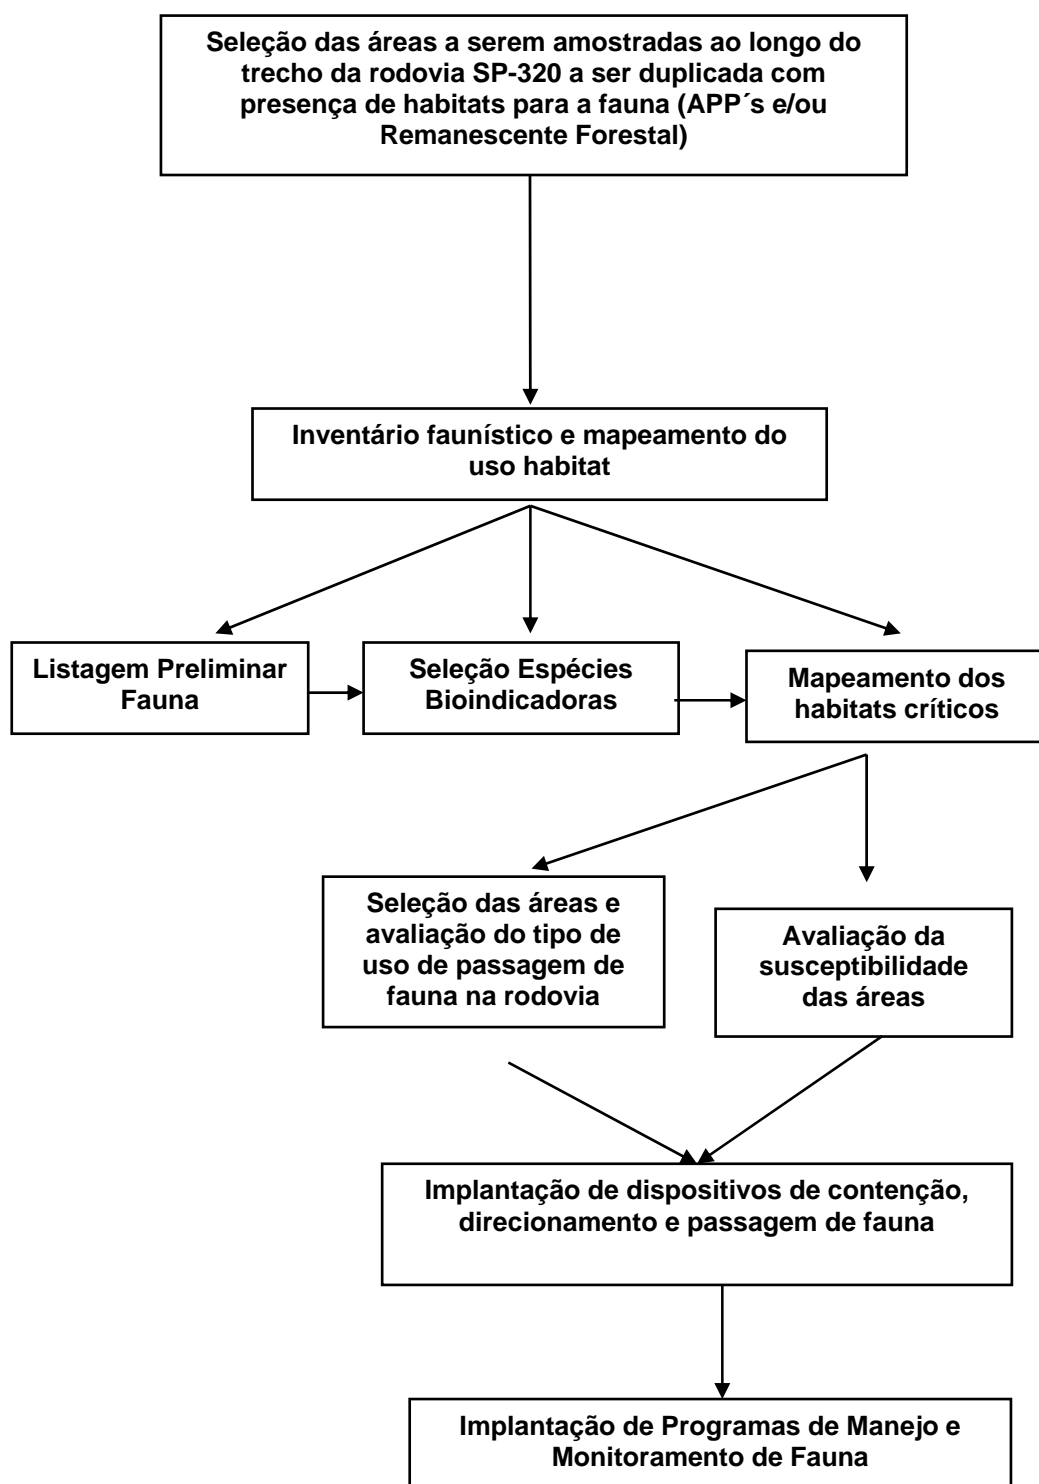 Seleção das áreas a serem amostradas ao longo do
trecho da rodovia SP-320 a ser duplicada com
presença de habitats para a fauna (APP´s e/ou
Remanescente Forestal)
Inventário faunístico e mapeamento do
uso habitat
Listagem Preliminar
Fauna
Seleção Espécies
Bioindicadoras
Mapeamento dos
habitats críticos
Seleção das áreas e
avaliação do tipo de
uso de passagem de
fauna na rodovia
Avaliação da
susceptibilidade
das áreas
Implantação de dispositivos de contenção,
direcionamento e passagem de fauna
Implantação de Programas de Manejo e
Monitoramento de Fauna